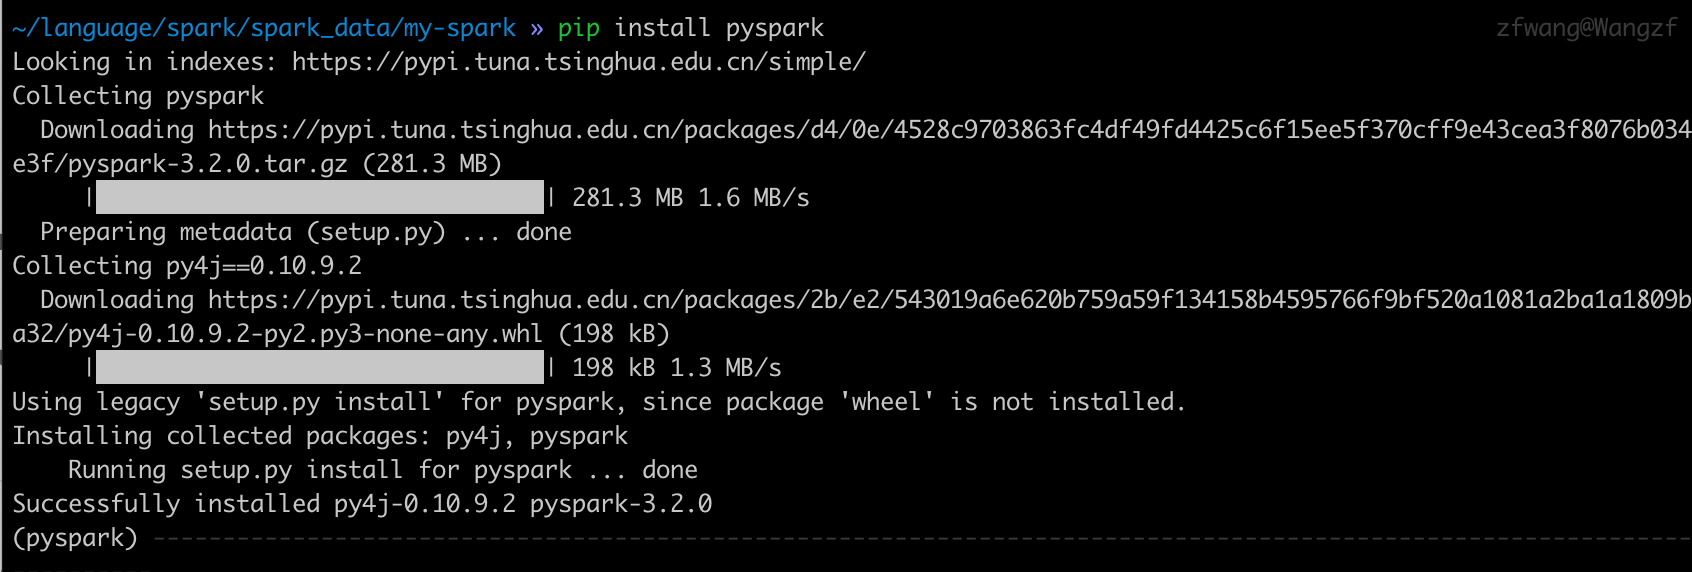 ~/language/spark/spark_data/my-spark » pip install pyspark zfwang@Wangzf
Looking in indexes: https://pypi.tuna.tsinghua.edu.cn/simple/
Collecting pyspark
  Downloading https://pypi.tuna.tsinghua.edu.cn/packages/d4/0e/4528c9703863fc4df49fd4425c6f15ee5f370cff9e43cea3f8076b034
e3f/pyspark-3.2.0.tar.gz (281.3 MB)
     | | 281.3 MB 1.6 MB/s
  Preparing metadata (setup.py) ... done
Collecting py4j==0.10.9.2
  Downloading https://pypi.tuna.tsinghua.edu.cn/packages/2b/e2/543019a6e620b759a59f134158b4595766f9bf520a1081a2ba1a1809b
a32/py4j-0.10.9.2-py2.py3-none-any.whl (198 kB)
     | | 198 kB 1.3 MB/s
Using legacy 'setup.py install' for pyspark, since package 'wheel' is not installed.
Installing collected packages: py4j, pyspark
    Running setup.py install for pyspark ... done
Successfully installed py4j-0.10.9.2 pyspark-3.2.0
(pyspark) --------------------------------------------------------------------------------------------------------------